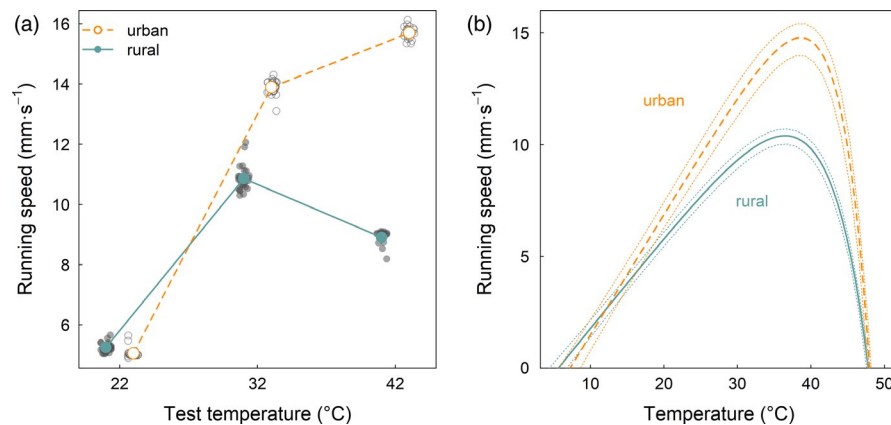 (a)
16
14
12
10
8
6
Running speed (mm·s⁻¹)
urban
rural
22 32 42
Test temperature (°C)
(b)
15
10
5
0
Running speed (mm·s⁻¹)
urban
rural
10 20 30 40 50
Temperature (°C)